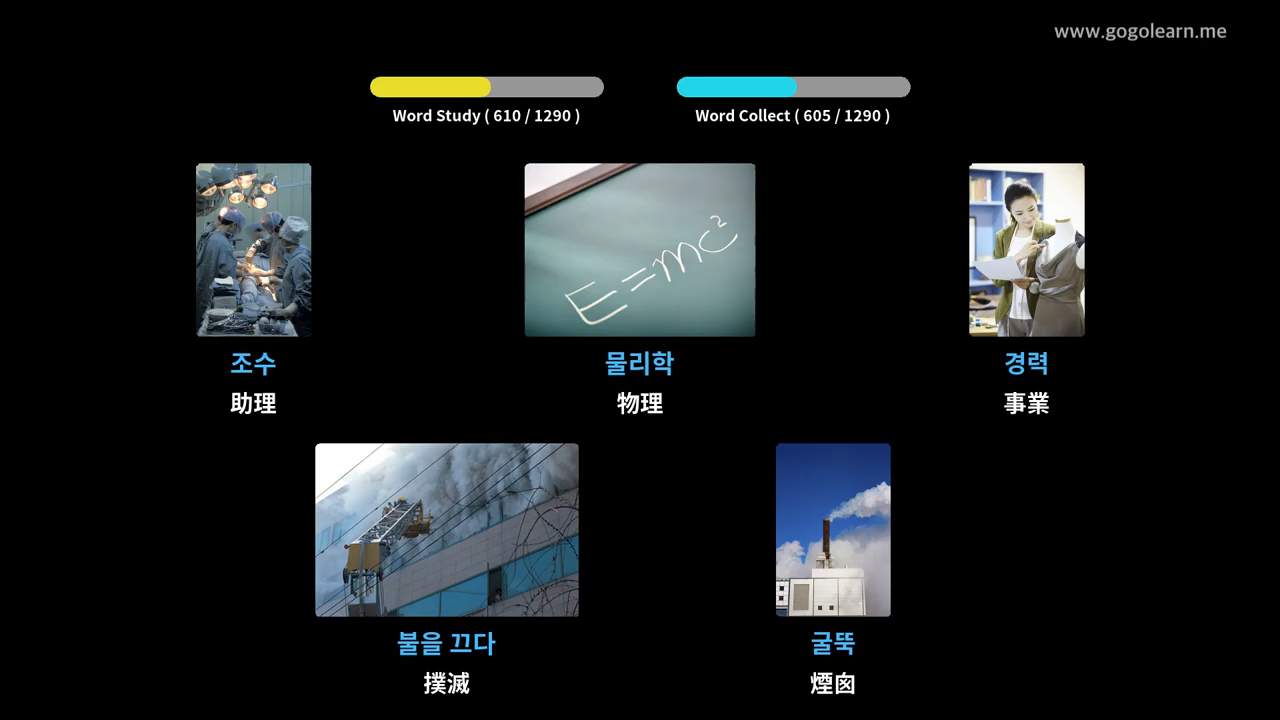 www.gogolearn.me
Word Study ( 610 / 1290 )
Word Collect ( 605 / 1290 )
E=mc²
조수
助理
물리학
物理
경력
事業
불을 끄다
撲滅
굴뚝
煙囪